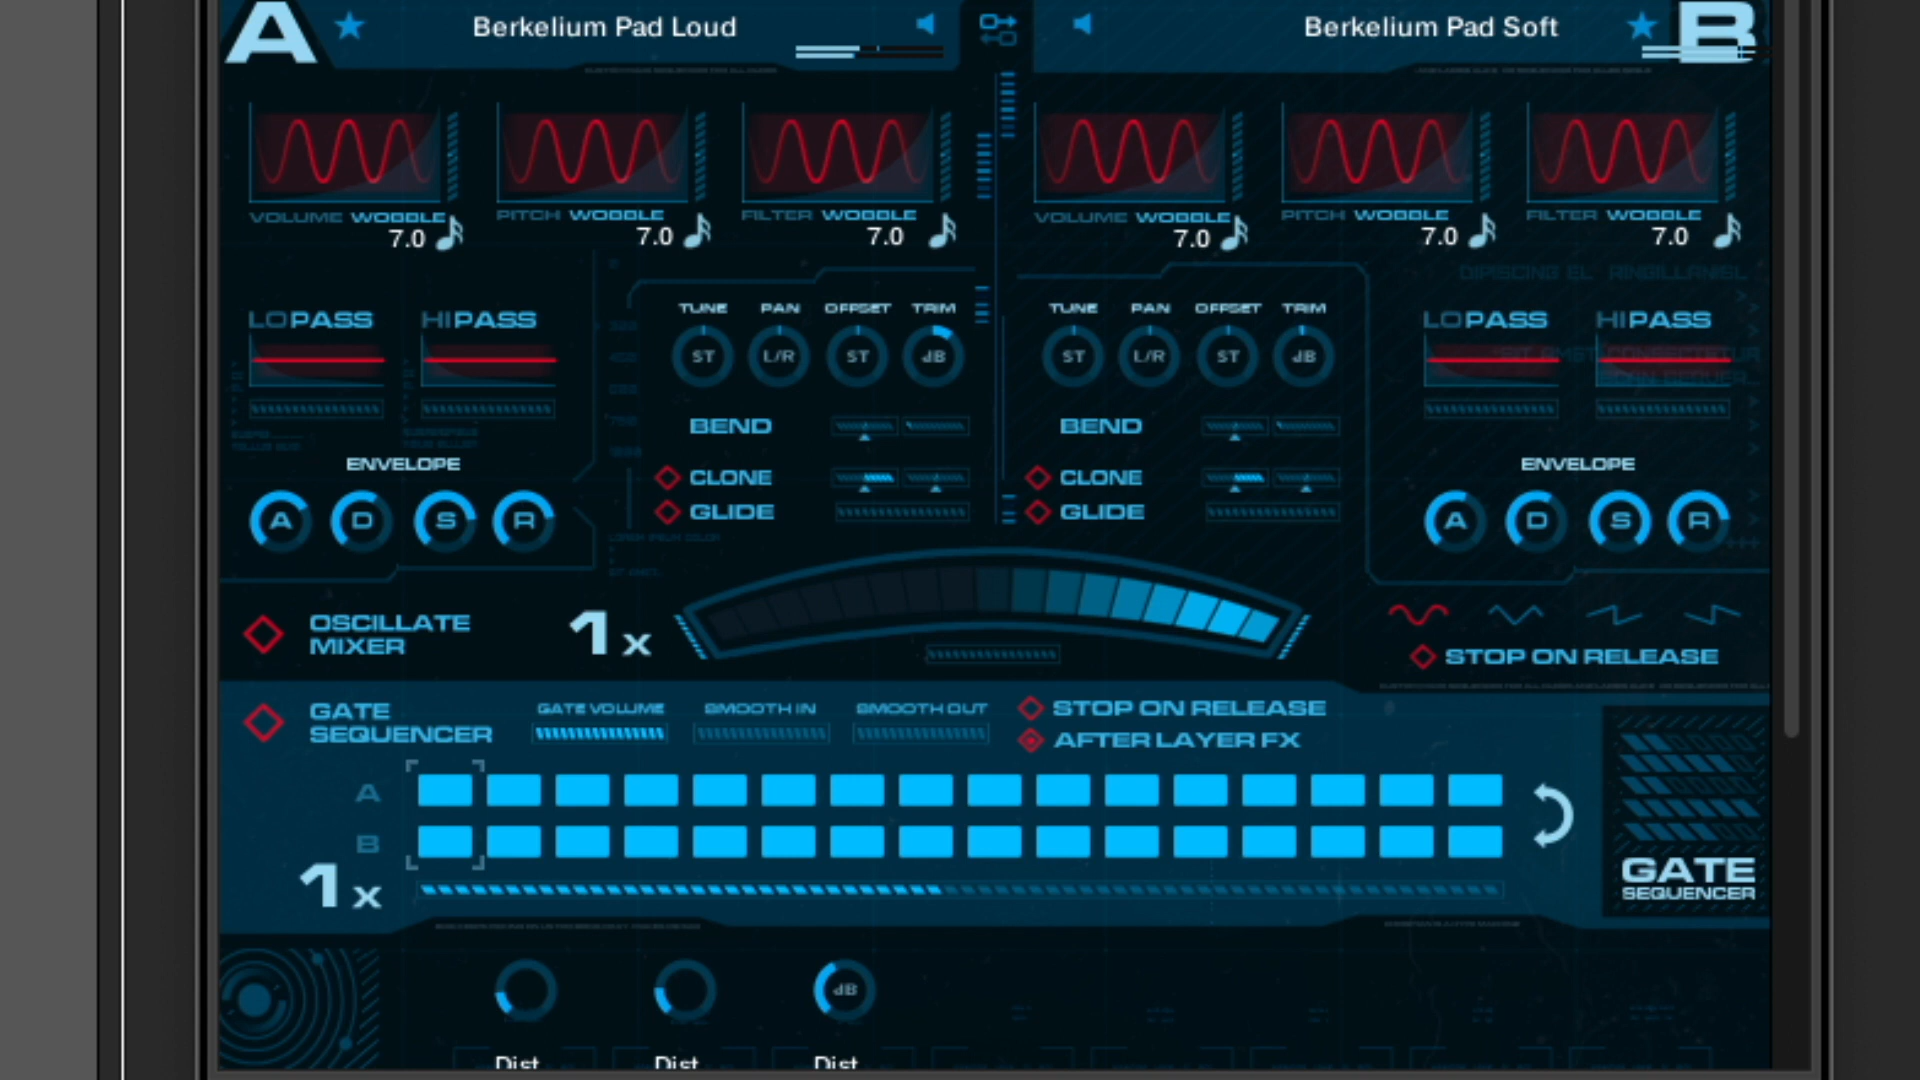 A Berkelium Pad Loud Berkelium Pad Soft B
VOLUME WOBBLE PITCH WOBBLE FILTER WOBBLE VOLUME WOBBLE PITCH WOBBLE FILTER WOBBLE
7.0 7.0 7.0 7.0 7.0 7.0
TUNE PAN OFFSET TRIM TUNE PAN OFFSET TRIM
LOPASS HIPASS LOPASS HIPASS
ST L/R ST dB ST L/R ST dB
BEND BEND
ENVELOPE ENVELOPE
CLONE CLONE
GLIDE GLIDE
A D S R A D S R
OSCILLATE
MIXER
1x
STOP ON RELEASE
GATE
SEQUENCER
GATE VOLUME SMOOTH IN SMOOTH OUT STOP ON RELEASE
AFTER LAYER FX
A
B
1x
GATE
SEQUENCER
dB
Dist Dist Dist